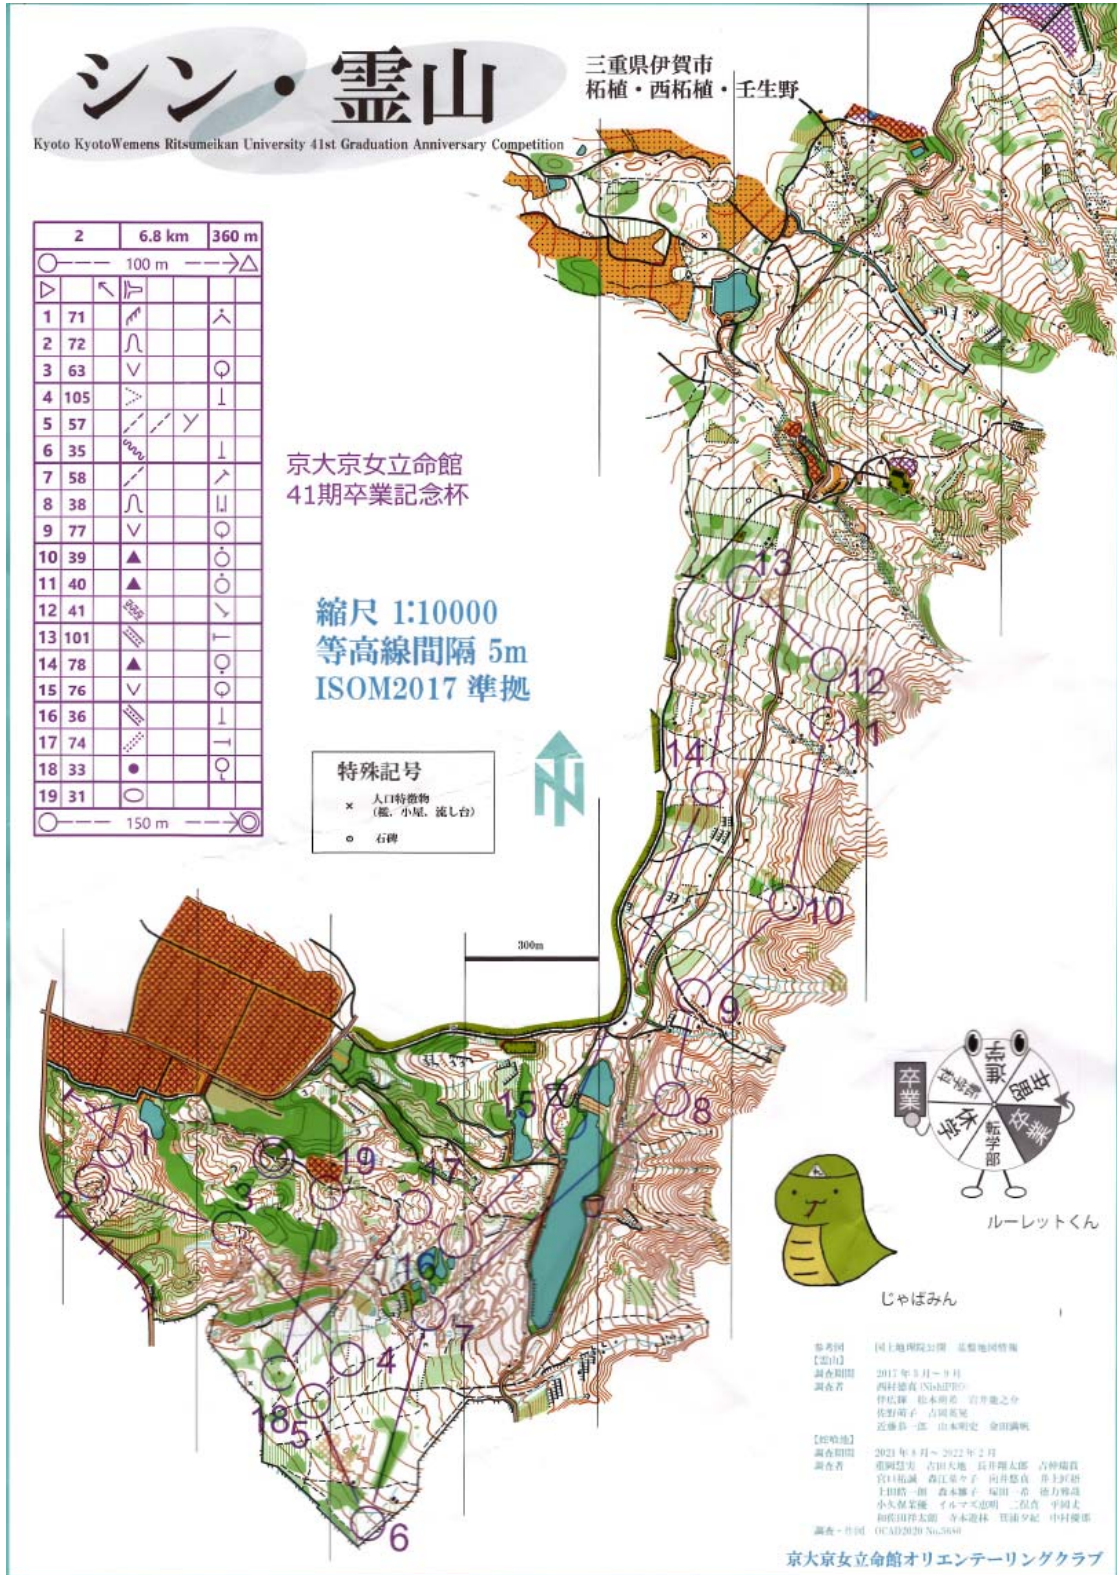 シン・霊山
Kyoto KyotoWemens Ritsumeikan University 41st Graduation Anniversary Competition
三重県伊賀市
柘植・西柘植・壬生野
2 6.8 km 360 m
100 m
1 71
2 72
3 63
4 105
5 57
6 35
7 58
8 38
9 77
10 39
11 40
12 41
13 101
14 78
15 76
16 36
17 74
18 33
19 31
150 m
京大京女立命館
41期卒業記念杯
縮尺 1:10000
等高線間隔 5m
ISOM2017 準拠
特殊記号
× 人口特徴物
(檻、小屋、流し台)
石碑
N
300m
13
12
11
14
10
9
8
15
1
2
3
19
17
16
7
4
18
5
6
卒業
進学
休学
転学部
卒業
ルーレットくん
じゃばみん
参考図 国土地理院公開 基盤地図情報
【霊山】
調査期間 2017年
調査者
調査期間 2021年8月～2022年2月
調査者
調査・作図 OCAD2020
京大京女立命館オリエンテーリングクラブ